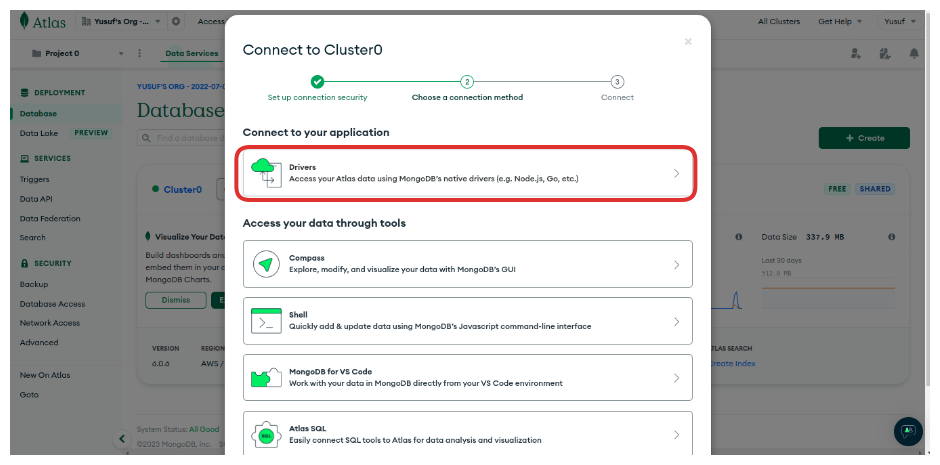 Atlas
Yusuf's Org -...
Access
All Clusters
Get Help
Yusuf
Project 0
Data Services
DEPLOYMENT
Database
Data Lake
PREVIEW
SERVICES
Triggers
Data API
Data Federation
Search
SECURITY
Backup
Database Access
Network Access
Advanced
New On Atlas
Goto
YUSUF'S ORG - 2022-07-
Database
Find a database d
+ Create
Cluster0
FREE
SHARED
Visualize Your Dat
Build dashboards an
embed them in your
MongoDB Charts.
Dismiss
E
Data Size 337.9 MB
Last 30 days
512.0 MB
VERSION
REGION
6.0.6
AWS /
TLAS SEARCH
Create Index
System Status: All Good
©2023 MongoDB, Inc.
Connect to Cluster0
×
2
3
Set up connection security
Choose a connection method
Connect
Connect to your application
Drivers
Access your Atlas data using MongoDB's native drivers (e.g. Node.js, Go, etc.)
Access your data through tools
Compass
Explore, modify, and visualize your data with MongoDB's GUI
Shell
Quickly add & update data using MongoDB's Javascript command-line interface
MongoDB for VS Code
Work with your data in MongoDB directly from your VS Code environment
SQL
Atlas SQL
Easily connect SQL tools to Atlas for data analysis and visualization